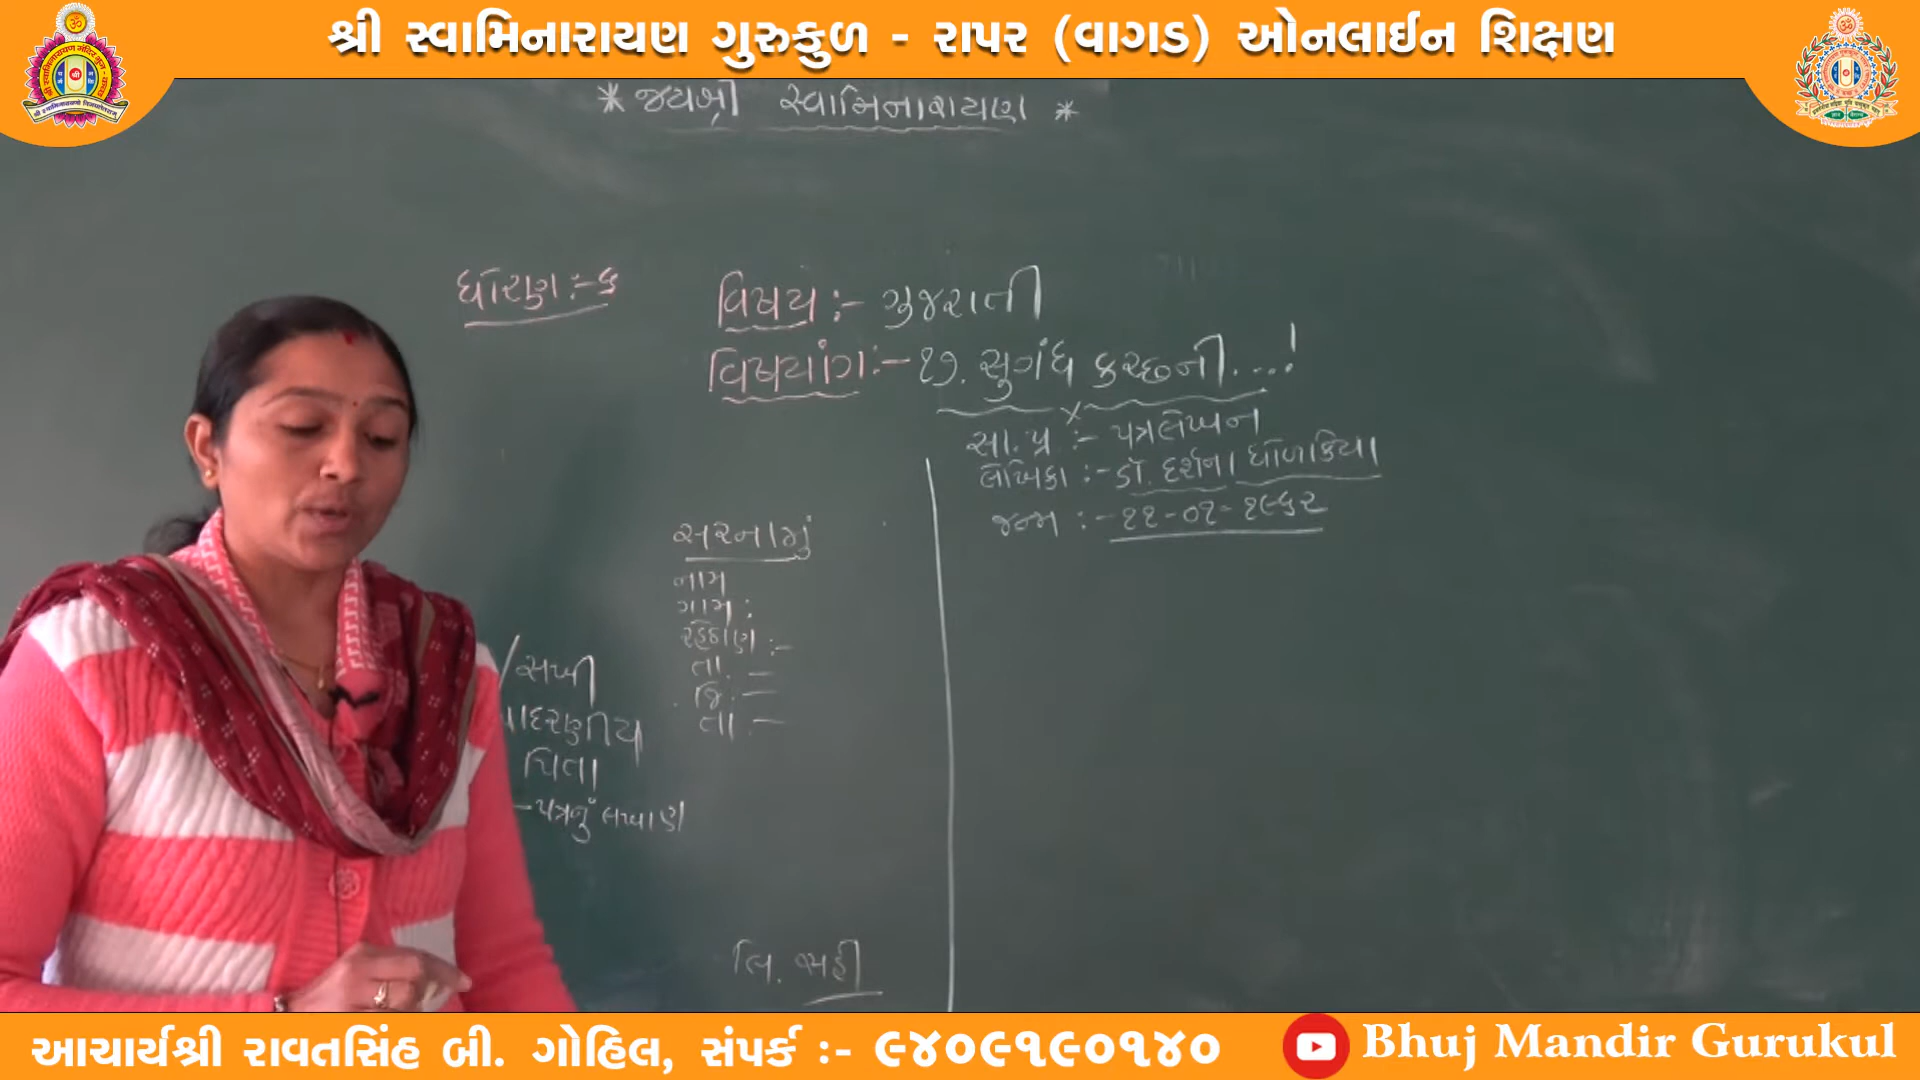 શ્રી સ્વામિનારાયણ ગુરુકુળ - રાપર (વાગડ) ઓનલાઈન શિક્ષણ
* જયશ્રી સ્વામિનારાયણ *
ધોરણ:- ૬
વિષય :- ગુજરાતી
વિષયાંગ:- ૧૭. સુગંધ કચ્છની....!
સા. પ્ર :- પત્રલેખન
લેખિકા :- ડૉ. દર્શના ધોળકિયા
જન્મ :- ૧૧-૦૧-૧૯૬૨
સરનામું
નામ
ગામ :
રહેઠાણ :-
તા. -
જિ. -
તા. -
/સખી
આદરણીય
પિતા
- પત્રનું લખાણ
લિ. સહી
આચાર્યશ્રી રાવતસિંહ બી. ગોહિલ, સંપર્ક :- ૯૪૦૯૧૯૦૧૪૦
Bhuj Mandir Gurukul